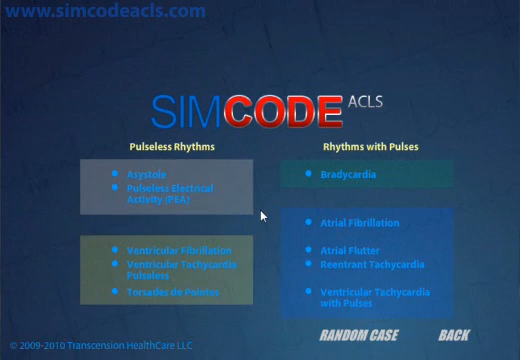 www.simcodeacls.com
SIMCODE ACLS
Pulseless Rhythms
Asystole
Pulseless Electrical
Activity (PEA)
Ventricular Fibrillation
Ventricular Tachycardia
Pulseless
Torsades de Pointes
Rhythms with Pulses
Bradycardia
Atrial Fibrillation
Atrial Flutter
Reentrant Tachycardia
Ventricular Tachycardia
with Pulses
RANDOM CASE
BACK
© 2009-2010 Transcension HealthCare LLC